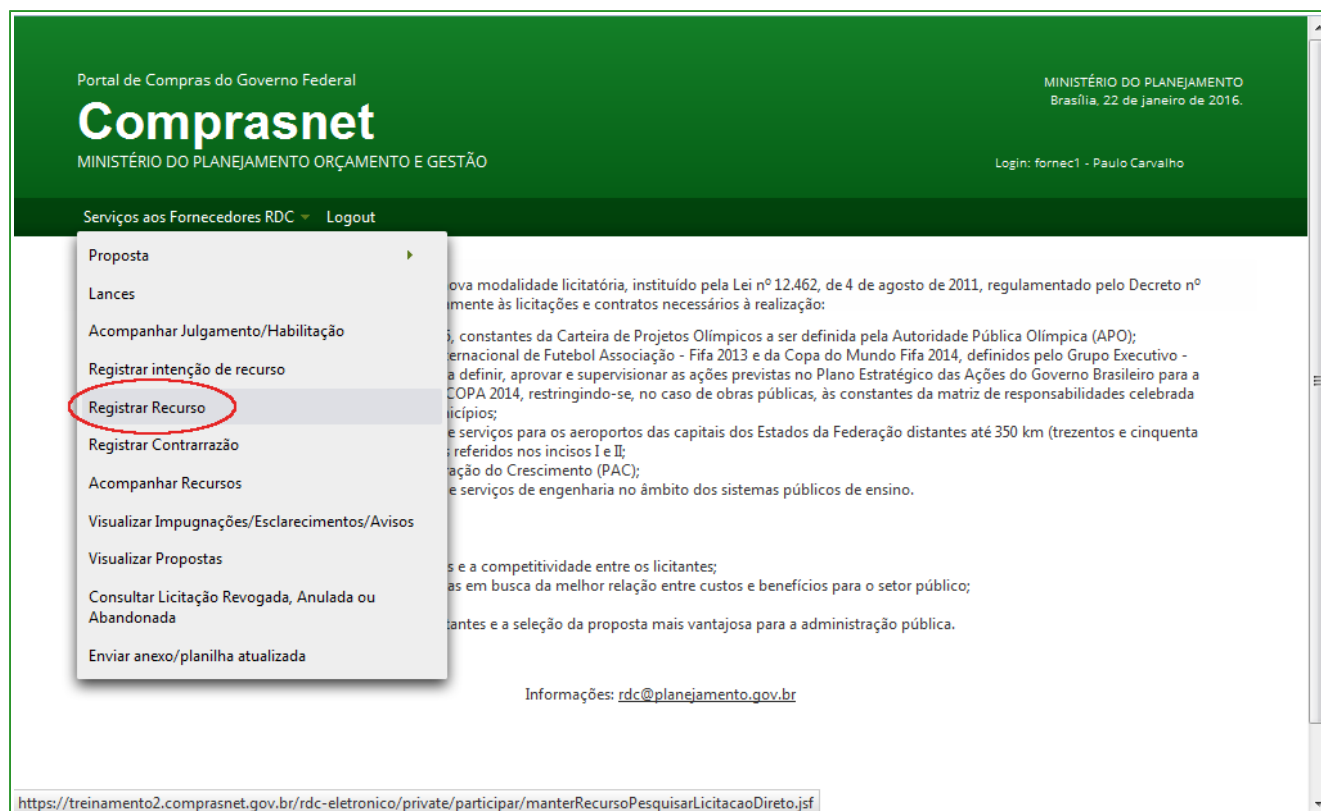 Portal de Compras do Governo Federal
MINISTÉRIO DO PLANEJAMENTO
Brasília, 22 de janeiro de 2016.
Comprasnet
MINISTÉRIO DO PLANEJAMENTO ORÇAMENTO E GESTÃO
Login: fornec1 - Paulo Carvalho
Serviços aos Fornecedores RDC Logout
Proposta
Lances
Acompanhar Julgamento/Habilitação
Registrar intenção de recurso
Registrar Recurso
Registrar Contrarrazão
Acompanhar Recursos
Visualizar Impugnações/Esclarecimentos/Avisos
Visualizar Propostas
Consultar Licitação Revogada, Anulada ou
Abandonada
Enviar anexo/planilha atualizada
modalidade licitatória, instituído pela Lei nº 12.462, de 4 de agosto de 2011, regulamentado pelo Decreto nº
às licitações e contratos necessários à realização:
constantes da Carteira de Projetos Olímpicos a ser definida pela Autoridade Pública Olímpica (APO);
de Futebol Associação - Fifa 2013 e da Copa do Mundo Fifa 2014, definidos pelo Grupo Executivo -
definir, aprovar e supervisionar as ações previstas no Plano Estratégico das Ações do Governo Brasileiro para a
COPA 2014, restringindo-se, no caso de obras públicas, às constantes da matriz de responsabilidades celebrada
e serviços para os aeroportos das capitais dos Estados da Federação distantes até 350 km (trezentos e cinquenta
referidos nos incisos I e II;
do Crescimento (PAC);
e serviços de engenharia no âmbito dos sistemas públicos de ensino.
e a competitividade entre os licitantes;
em busca da melhor relação entre custos e benefícios para o setor público;
e a seleção da proposta mais vantajosa para a administração pública.
Informações: rdc@planejamento.gov.br
https://treinamento2.comprasnet.gov.br/rdc-eletronico/private/participar/manterRecursoPesquisarLicitacaoDireto.jsf